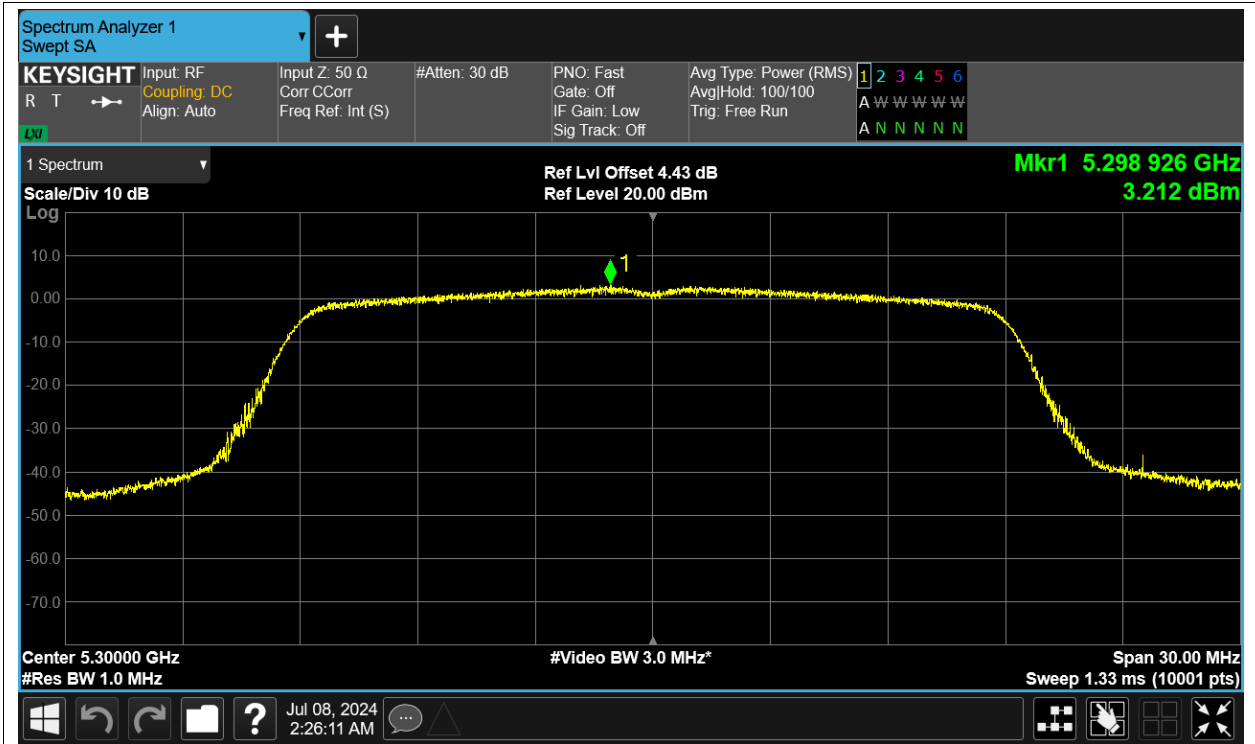 Spectrum Analyzer 1
Swept SA
KEYSIGHT
R T
LXI
Input: RF
Coupling: DC
Align: Auto
Input Z: 50 Ω
Corr CCorr
Freq Ref: Int (S)
#Atten: 30 dB
PNO: Fast
Gate: Off
IF Gain: Low
Sig Track: Off
Avg Type: Power (RMS)
Avg|Hold: 100/100
Trig: Free Run
1 2 3 4 5 6
A W W W W W
A N N N N N
1 Spectrum
Scale/Div 10 dB
Log
Ref Lvl Offset 4.43 dB
Ref Level 20.00 dBm
Mkr1 5.298 926 GHz
3.212 dBm
1
10.0
0.00
-10.0
-20.0
-30.0
-40.0
-50.0
-60.0
-70.0
Center 5.30000 GHz
#Res BW 1.0 MHz
#Video BW 3.0 MHz*
Span 30.00 MHz
Sweep 1.33 ms (10001 pts)
?
Jul 08, 2024
2:26:11 AM